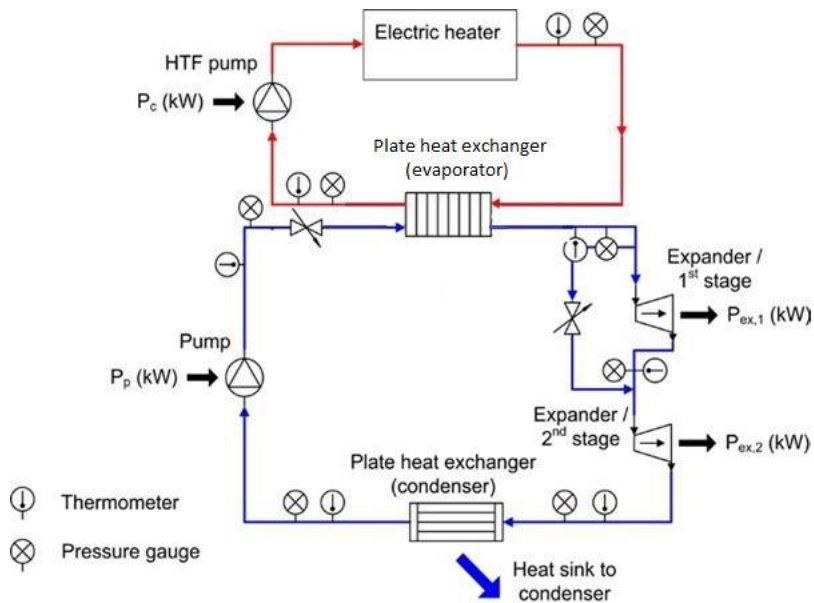 Electric heater
HTF pump
P_c (kW)
Plate heat exchanger
(evaporator)
Expander /
1st stage
P_ex,1 (kW)
Pump
P_p (kW)
Expander /
2nd stage
P_ex,2 (kW)
Plate heat exchanger
(condenser)
Thermometer
Pressure gauge
Heat sink to
condenser